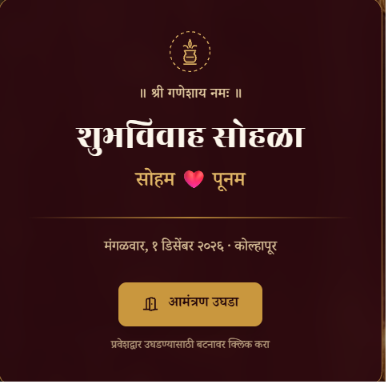 ॥ श्री गणेशाय नमः ॥
शुभविवाह सोहळा
सोहम ❤️ पूनम
मंगळवार, १ डिसेंबर २०२६ · कोल्हापूर
आमंत्रण उघडा
प्रवेशद्वार उघडण्यासाठी बटनावर क्लिक करा